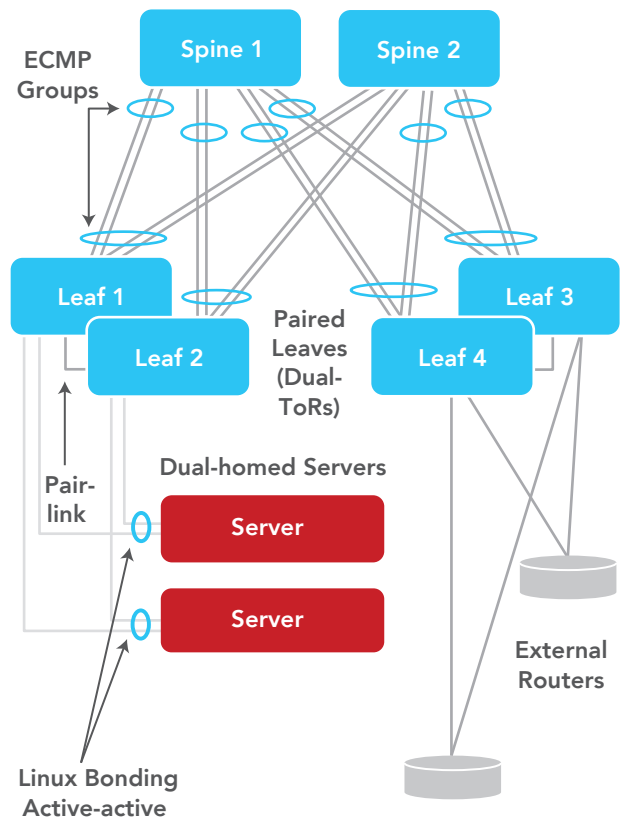 Spine 1
Spine 2
ECMP
Groups
Leaf 1
Leaf 3
Leaf 2
Leaf 4
Paired
Leaves
(Dual-
ToRs)
Pair-
link
Dual-homed Servers
Server
Server
External
Routers
Linux Bonding
Active-active